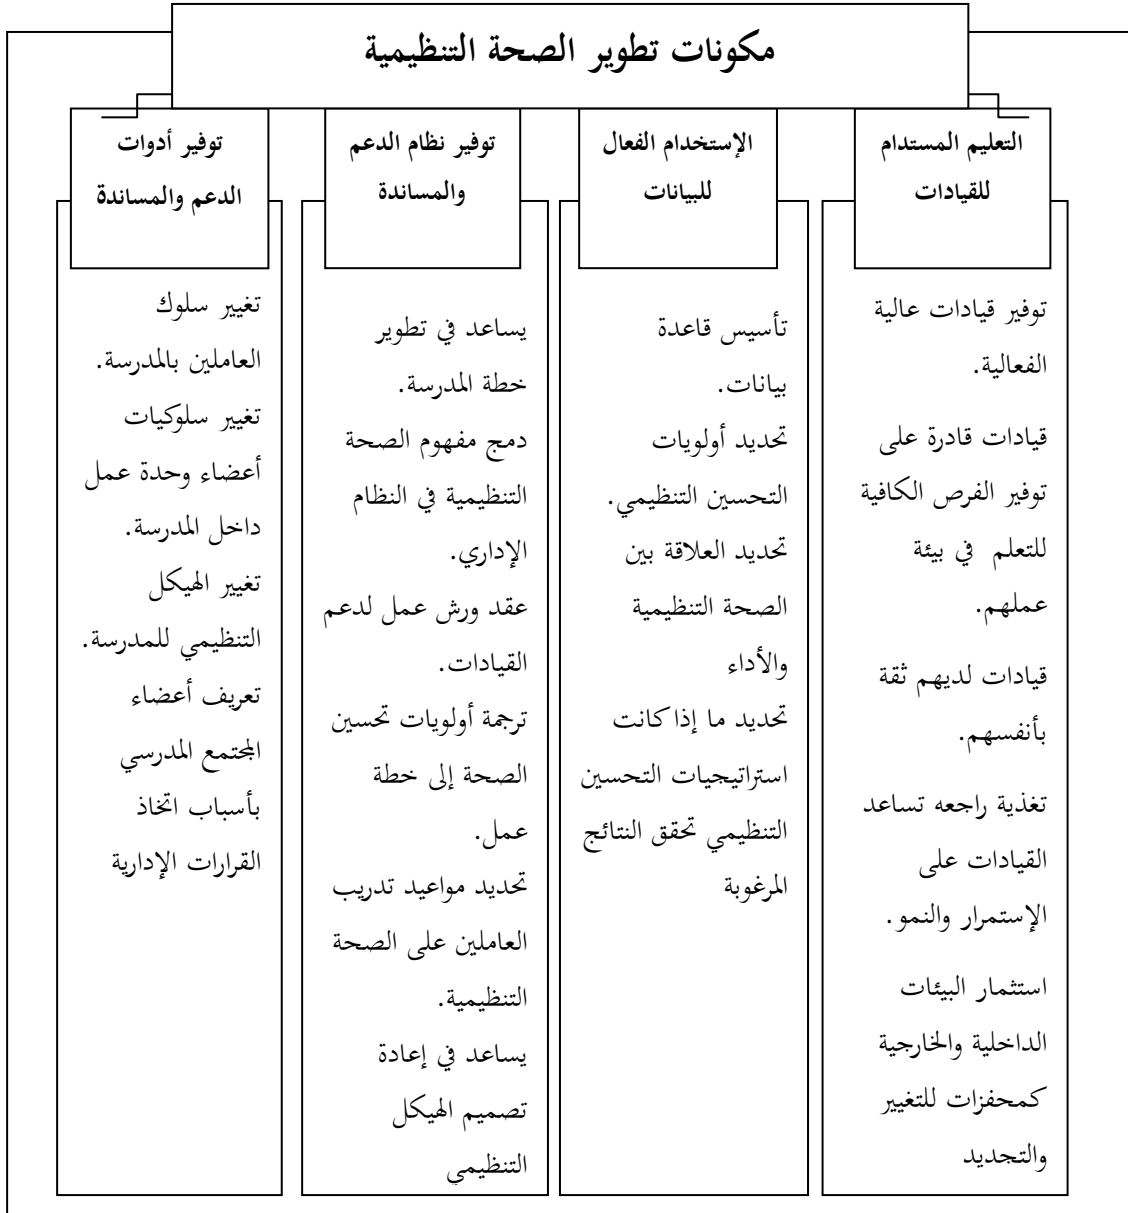 مكونات تطوير الصحة التنظيمية
التعليم المستدام
للقيادات
توفير قيادات عالية
الفعالية.
قيادات قادرة على
توفير الفرص الكافية
للتعلم في بيئة
عملهم.
قيادات لديهم ثقة
بأنفسهم.
تغذية راجعه تساعد
القيادات على
الإستمرار والنمو.
استثمار البيئات
الداخلية والخارجية
كمحفزات للتغيير
والتجديد
الإستخدام الفعال
للبيانات
تأسيس قاعدة
بيانات.
تحديد أولويات
التحسين التنظيمي.
تحديد العلاقة بين
الصحة التنظيمية
والأداء
تحديد ما إذا كانت
استراتيجيات التحسين
التنظيمي تحقق النتائج
المرغوبة
توفير نظام الدعم
والمساندة
يساعد في تطوير
خطة المدرسة.
دمج مفهوم الصحة
التنظيمية في النظام
الإداري.
عقد ورش عمل لدعم
القيادات.
ترجمة أولويات تحسين
الصحة إلى خطة
عمل.
تحديد مواعيد تدريب
العاملين على الصحة
التنظيمية.
يساعد في إعادة
تصميم الهيكل
التنظيمي
توفير أدوات
الدعم والمساندة
تغيير سلوك
العاملين بالمدرسة.
تغيير سلوكيات
أعضاء وحدة عمل
داخل المدرسة.
تغيير الهيكل
التنظيمي للمدرسة.
تعريف أعضاء
المجتمع المدرسي
بأسباب اتخاذ
القرارات الإدارية